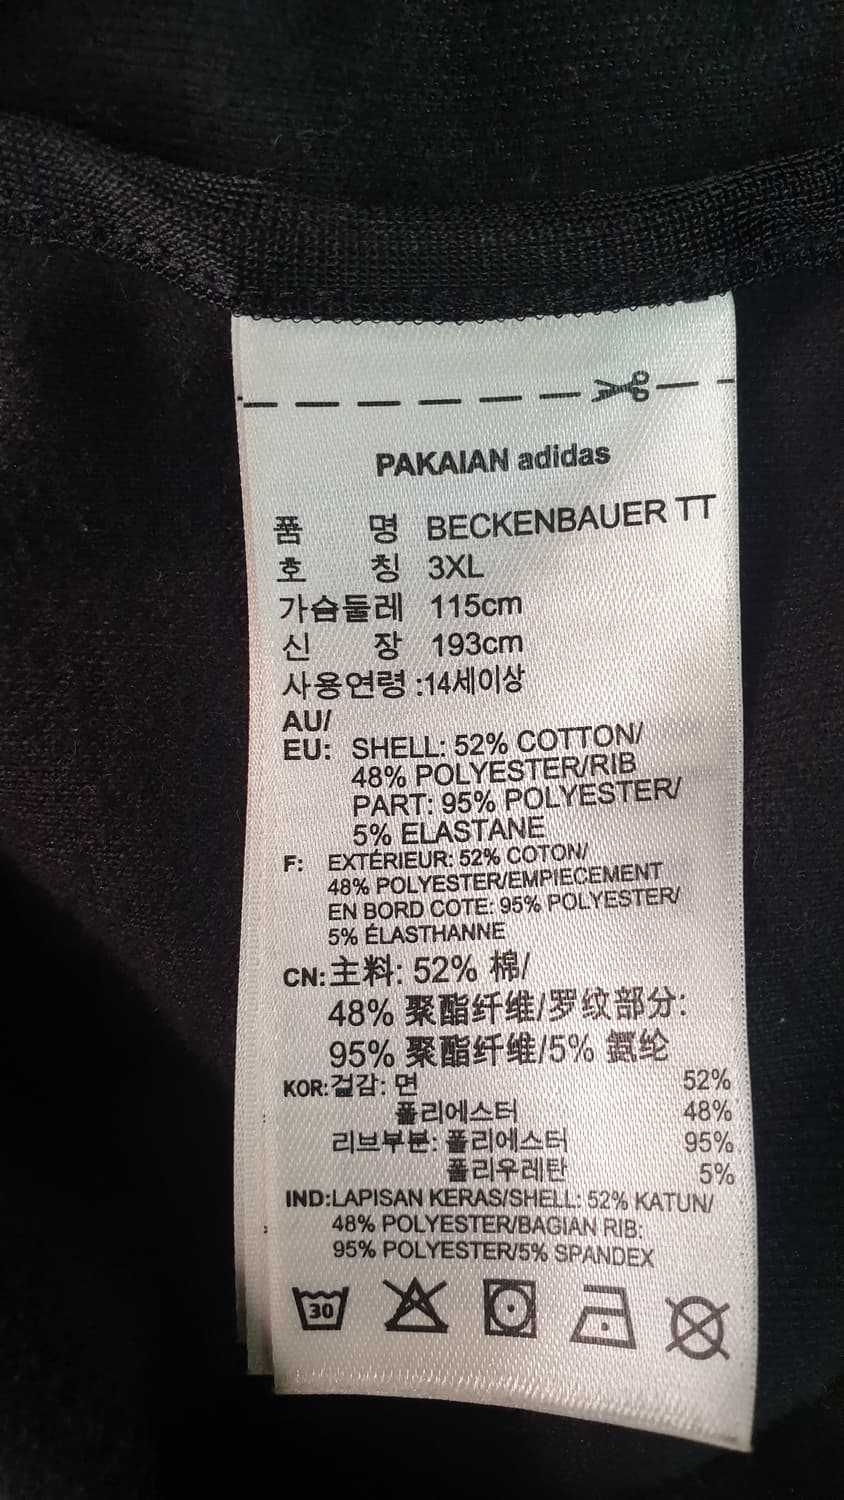 PAKAIAN adidas
품 명 BECKENBAUER TT
호 칭 3XL
가슴둘레 115cm
신 장 193cm
사용연령 :14세이상
AU/
EU: SHELL: 52% COTTON/
48% POLYESTER/RIB
PART: 95% POLYESTER/
5% ELASTANE
F: EXTÉRIEUR: 52% COTON/
48% POLYESTER/EMPIECEMENT
EN BORD COTE: 95% POLYESTER/
5% ÉLASTHANNE
CN: 主料: 52% 棉/
48% 聚酯纤维/罗纹部分:
95% 聚酯纤维/5% 氨纶
KOR: 겉감: 면 52%
폴리에스터 48%
리브부분: 폴리에스터 95%
폴리우레탄 5%
IND:LAPISAN KERAS/SHELL: 52% KATUN/
48% POLYESTER/BAGIAN RIB:
95% POLYESTER/5% SPANDEX
30